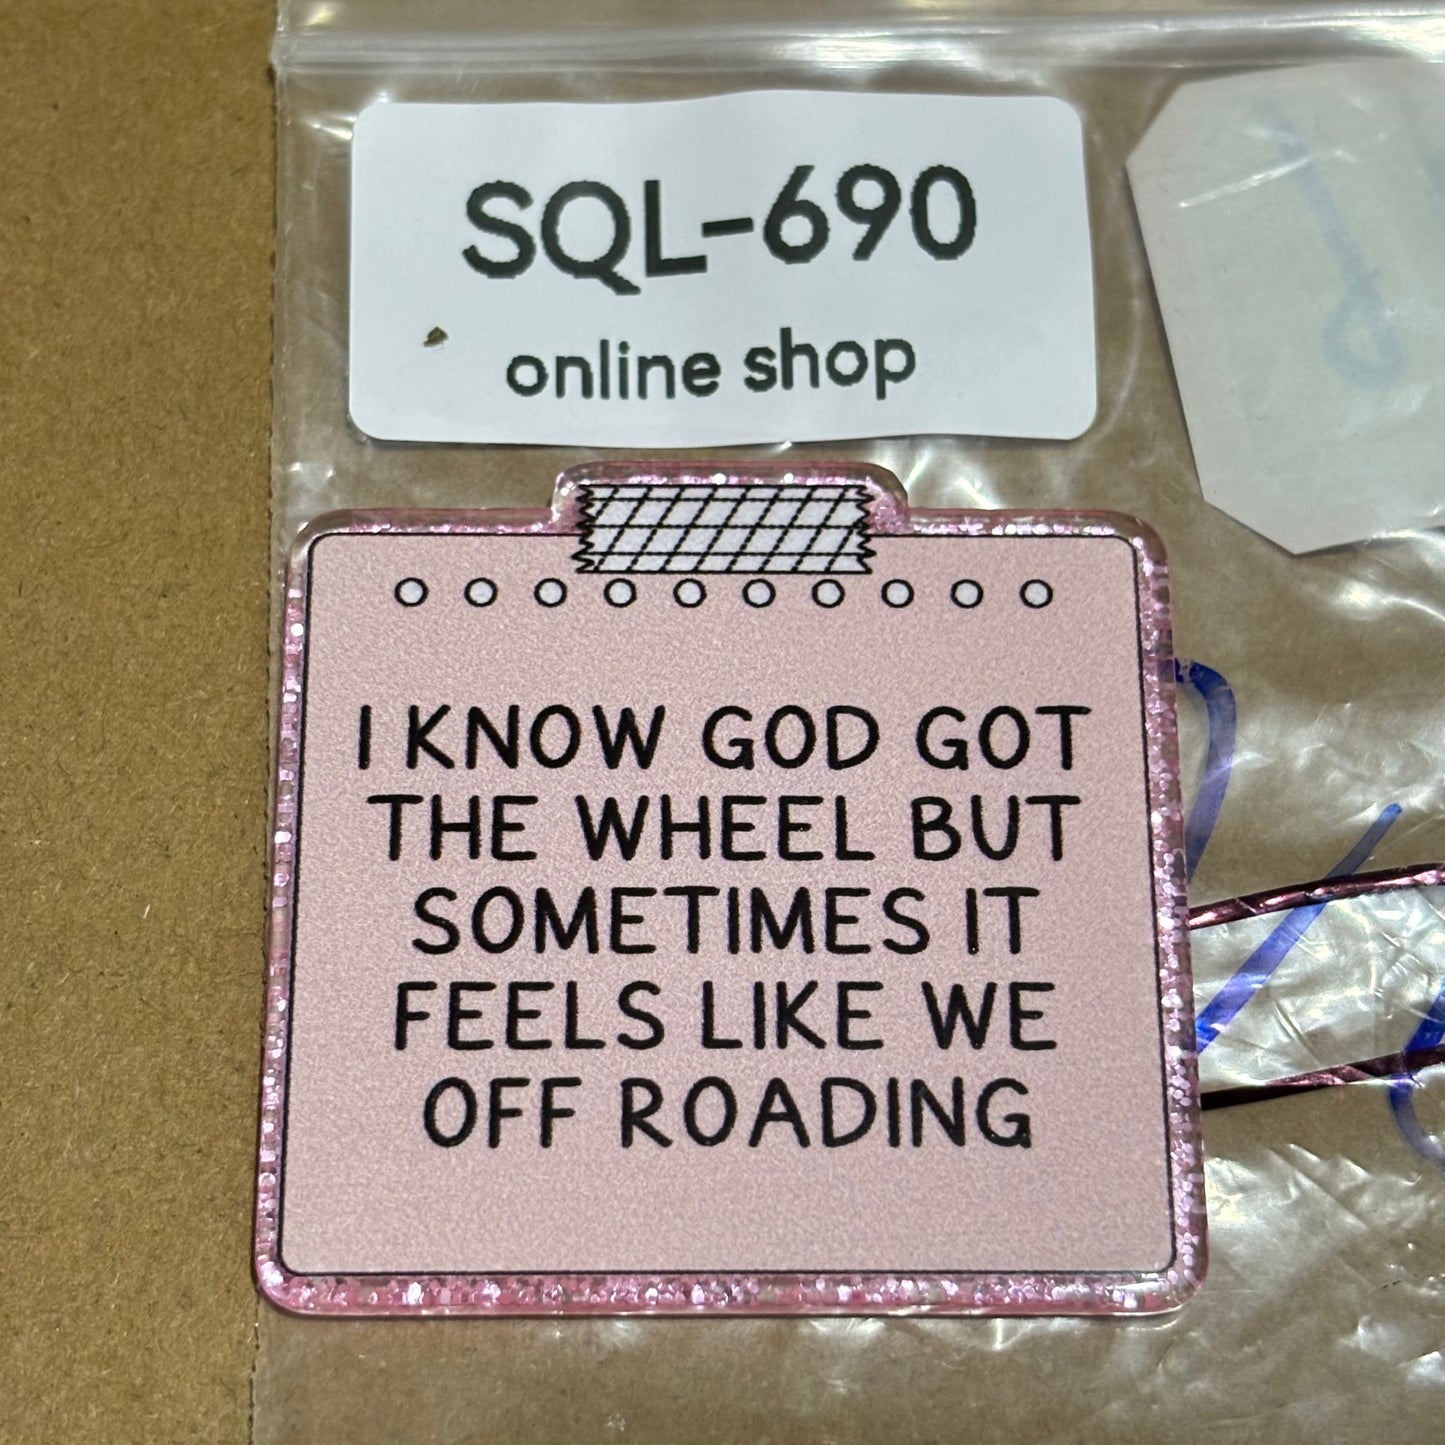 SQL-690
online shop
I KNOW GOD GOT
THE WHEEL BUT
SOMETIMES IT
FEELS LIKE WE
OFF ROADING